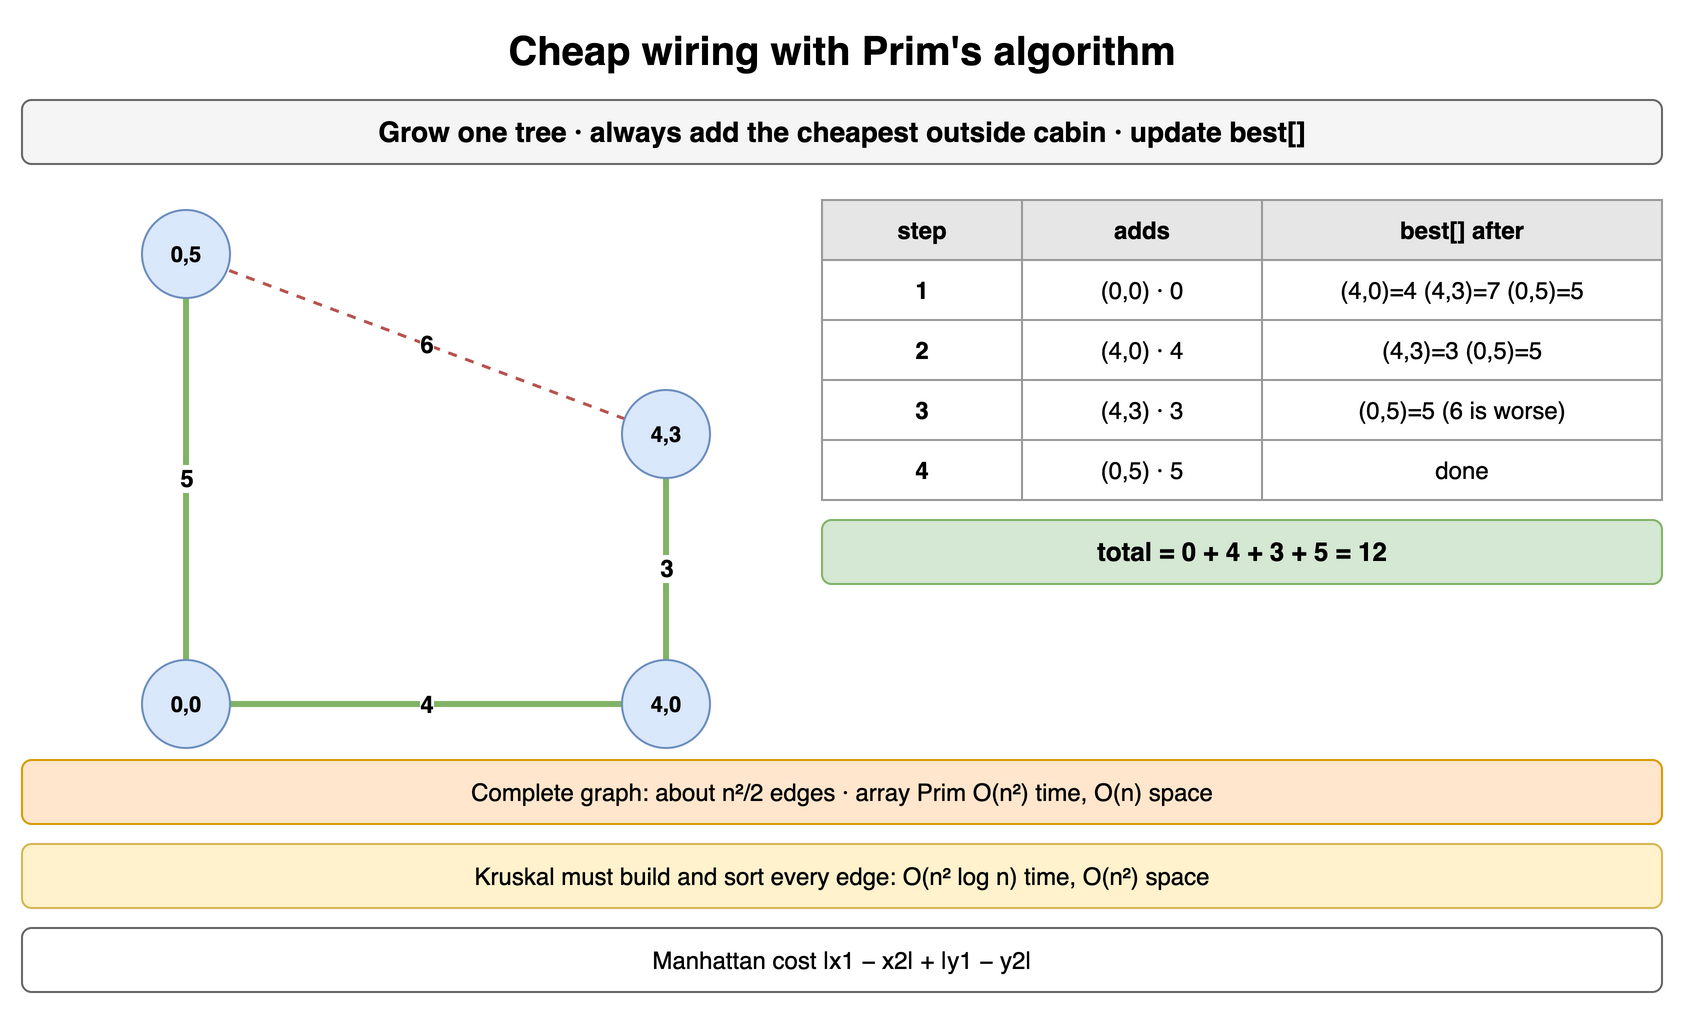 Cheap wiring with Prim's algorithm
Grow one tree · always add the cheapest outside cabin · update best[]
0,5
6
4,3
5
3
0,0
4
4,0
step adds best[] after
1 (0,0) · 0 (4,0)=4 (4,3)=7 (0,5)=5
2 (4,0) · 4 (4,3)=3 (0,5)=5
3 (4,3) · 3 (0,5)=5 (6 is worse)
4 (0,5) · 5 done
total = 0 + 4 + 3 + 5 = 12
Complete graph: about n²/2 edges · array Prim O(n²) time, O(n) space
Kruskal must build and sort every edge: O(n² log n) time, O(n²) space
Manhattan cost |x1 − x2| + |y1 − y2|